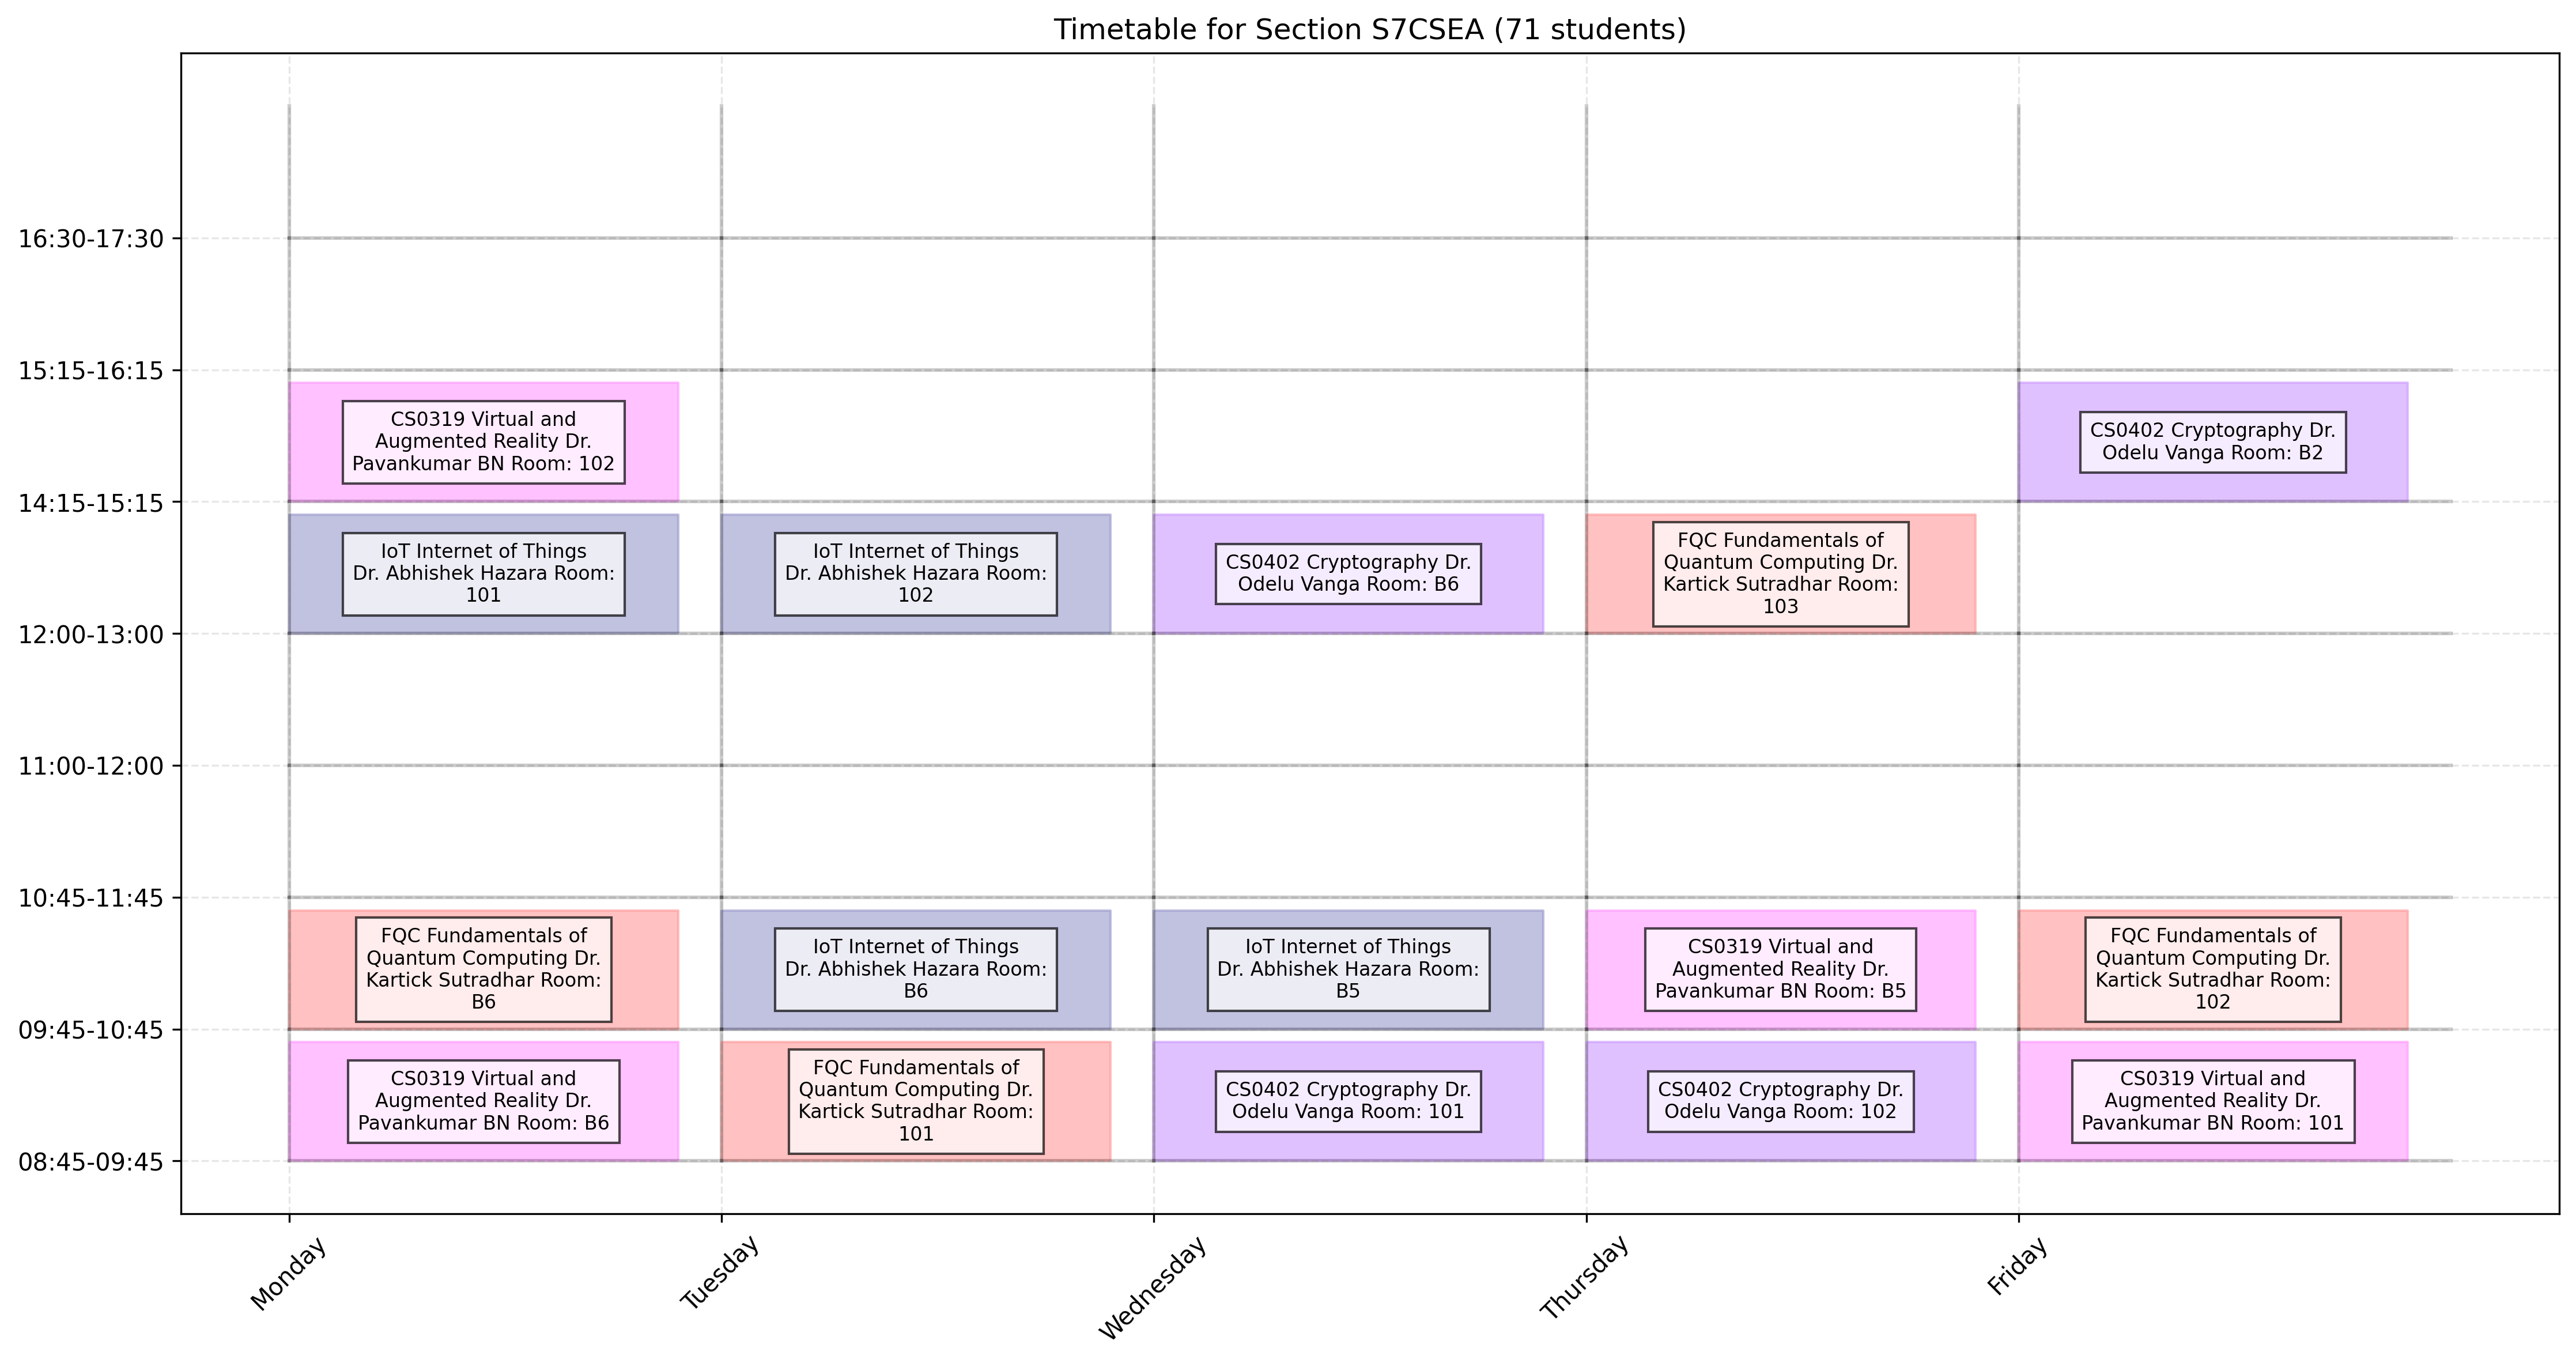 Timetable for Section S7CSEA (71 students)
16:30-17:30
15:15-16:15
CS0319 Virtual and
Augmented Reality Dr.
Pavankumar BN Room: 102
CS0402 Cryptography Dr.
Odelu Vanga Room: B2
14:15-15:15
IoT Internet of Things
Dr. Abhishek Hazara Room:
101
IoT Internet of Things
Dr. Abhishek Hazara Room:
102
CS0402 Cryptography Dr.
Odelu Vanga Room: B6
FQC Fundamentals of
Quantum Computing Dr.
Kartick Sutradhar Room:
103
12:00-13:00
11:00-12:00
10:45-11:45
FQC Fundamentals of
Quantum Computing Dr.
Kartick Sutradhar Room:
B6
IoT Internet of Things
Dr. Abhishek Hazara Room:
B6
IoT Internet of Things
Dr. Abhishek Hazara Room:
B5
CS0319 Virtual and
Augmented Reality Dr.
Pavankumar BN Room: B5
FQC Fundamentals of
Quantum Computing Dr.
Kartick Sutradhar Room:
102
09:45-10:45
CS0319 Virtual and
Augmented Reality Dr.
Pavankumar BN Room: B6
FQC Fundamentals of
Quantum Computing Dr.
Kartick Sutradhar Room:
101
CS0402 Cryptography Dr.
Odelu Vanga Room: 101
CS0402 Cryptography Dr.
Odelu Vanga Room: 102
CS0319 Virtual and
Augmented Reality Dr.
Pavankumar BN Room: 101
08:45-09:45
Monday
Tuesday
Wednesday
Thursday
Friday